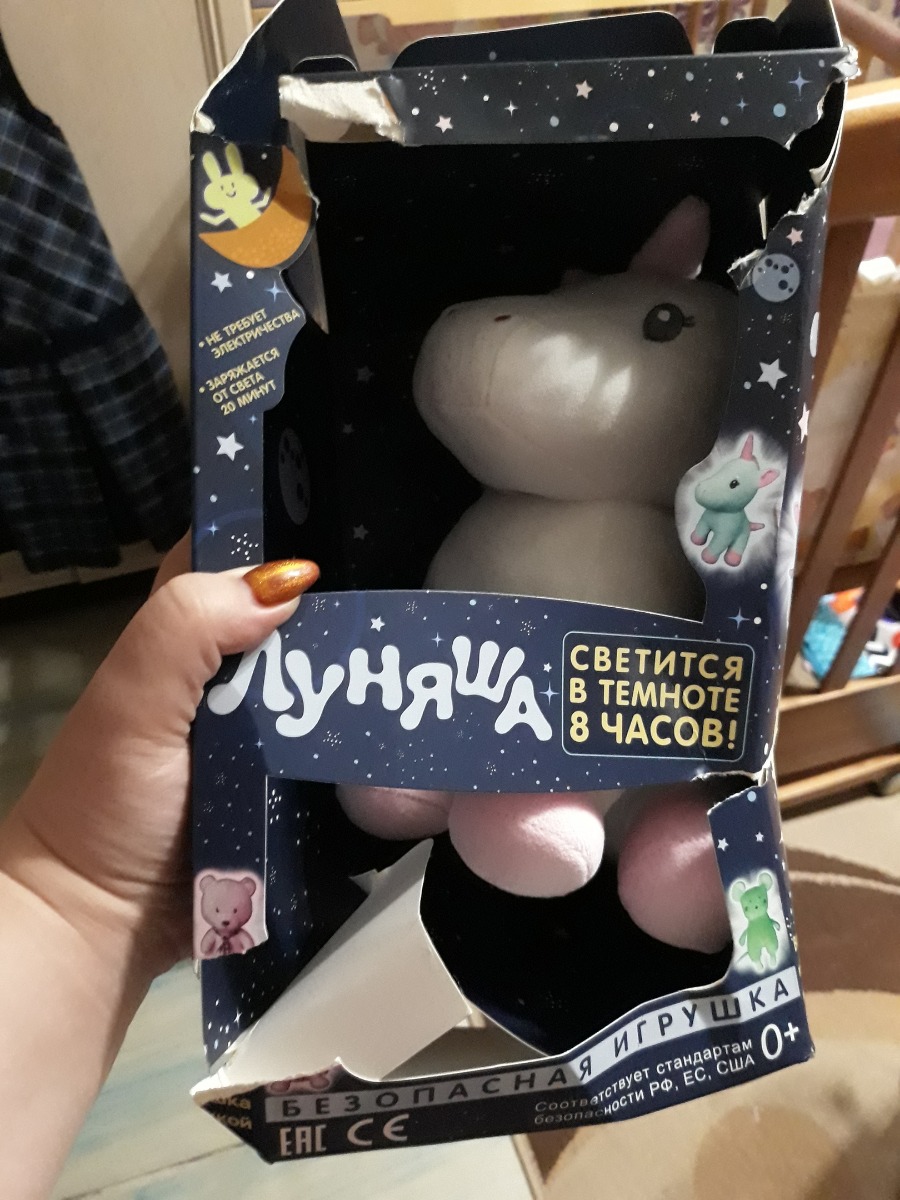 • НЕ ТРЕБУЕТ
ЭЛЕКТРИЧЕСТВА
• ЗАРЯЖАЕТСЯ
ОТ СВЕТА
20 МИНУТ
Луняша
СВЕТИТСЯ
В ТЕМНОТЕ
8 ЧАСОВ!
БЕЗОПАСНАЯ ИГРУШКА
Соответствует стандартам
безопасности РФ, ЕС, США
0+
EAC CE